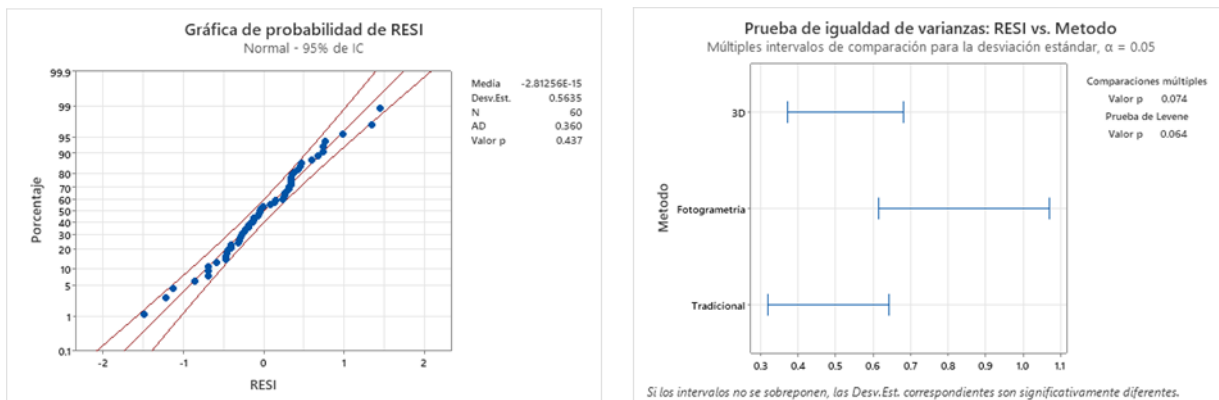 Gráfica de probabilidad de RESI
Normal - 95% de IC
99.9
99
95
90
80
70
60
50
40
30
20
10
5
1
0.1
Porcentaje
-2
-1
0
1
2
RESI
Media -2.81256E-15
Desv.Est. 0.5635
N 60
AD 0.360
Valor p 0.437
Prueba de igualdad de varianzas: RESI vs. Metodo
Múltiples intervalos de comparación para la desviación estándar, α = 0.05
Metodo
3D
Fotogrametría
Tradicional
0.3
0.4
0.5
0.6
0.7
0.8
0.9
1.0
1.1
Comparaciones múltiples
Valor p 0.074
Prueba de Levene
Valor p 0.064
Si los intervalos no se sobreponen, las Desv.Est. correspondientes son significativamente diferentes.